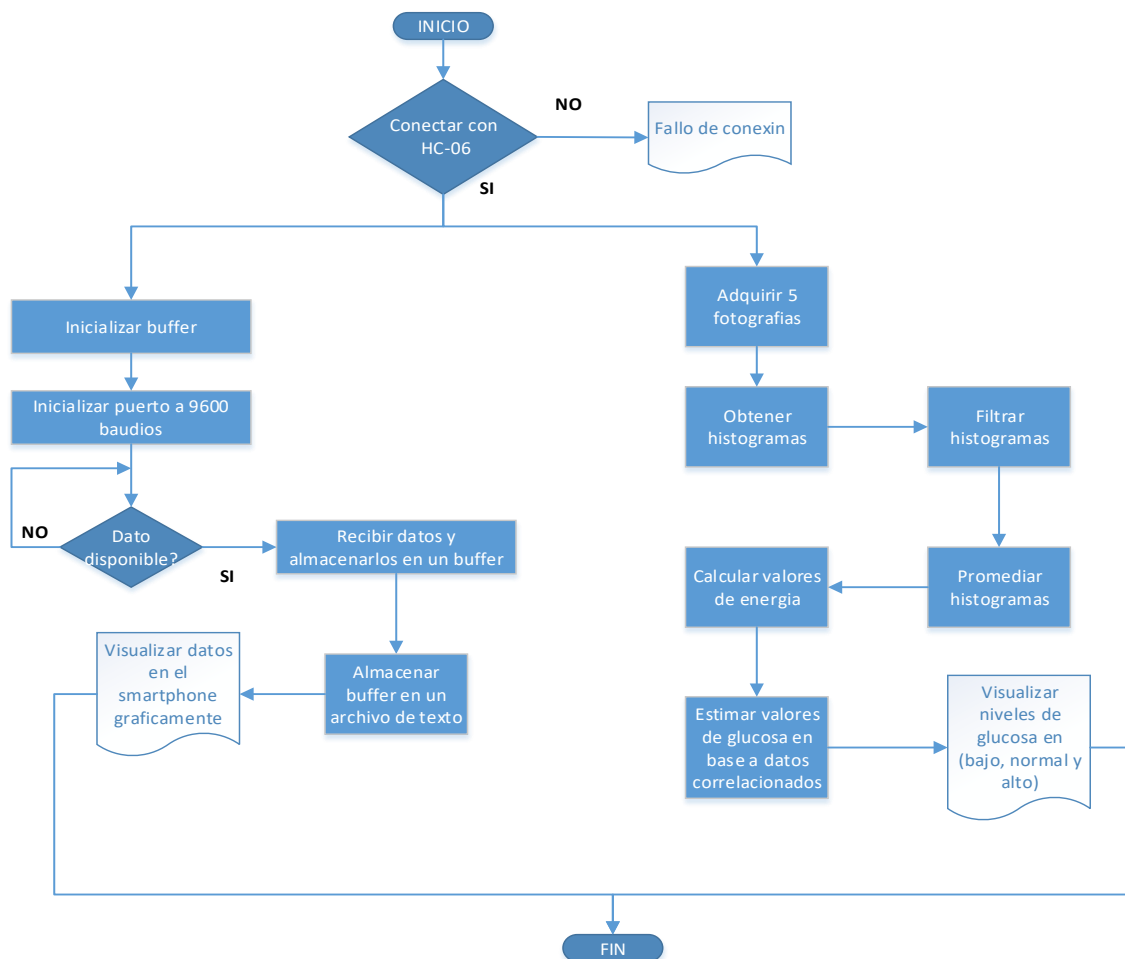 INICIO
Conectar con
HC-06
NO
Fallo de conexin
SI
Inicializar buffer
Inicializar puerto a 9600
baudios
Dato
disponible?
NO
SI
Recibir datos y
almacenarlos en un buffer
Almacenar
buffer en un
archivo de texto
Visualizar datos
en el
smartphone
graficamente
Adquirir 5
fotografias
Obtener
histogramas
Filtrar
histogramas
Promediar
histogramas
Calcular valores
de energia
Estimar valores
de glucosa en
base a datos
correlacionados
Visualizar
niveles de
glucosa en
(bajo, normal y
alto)
FIN